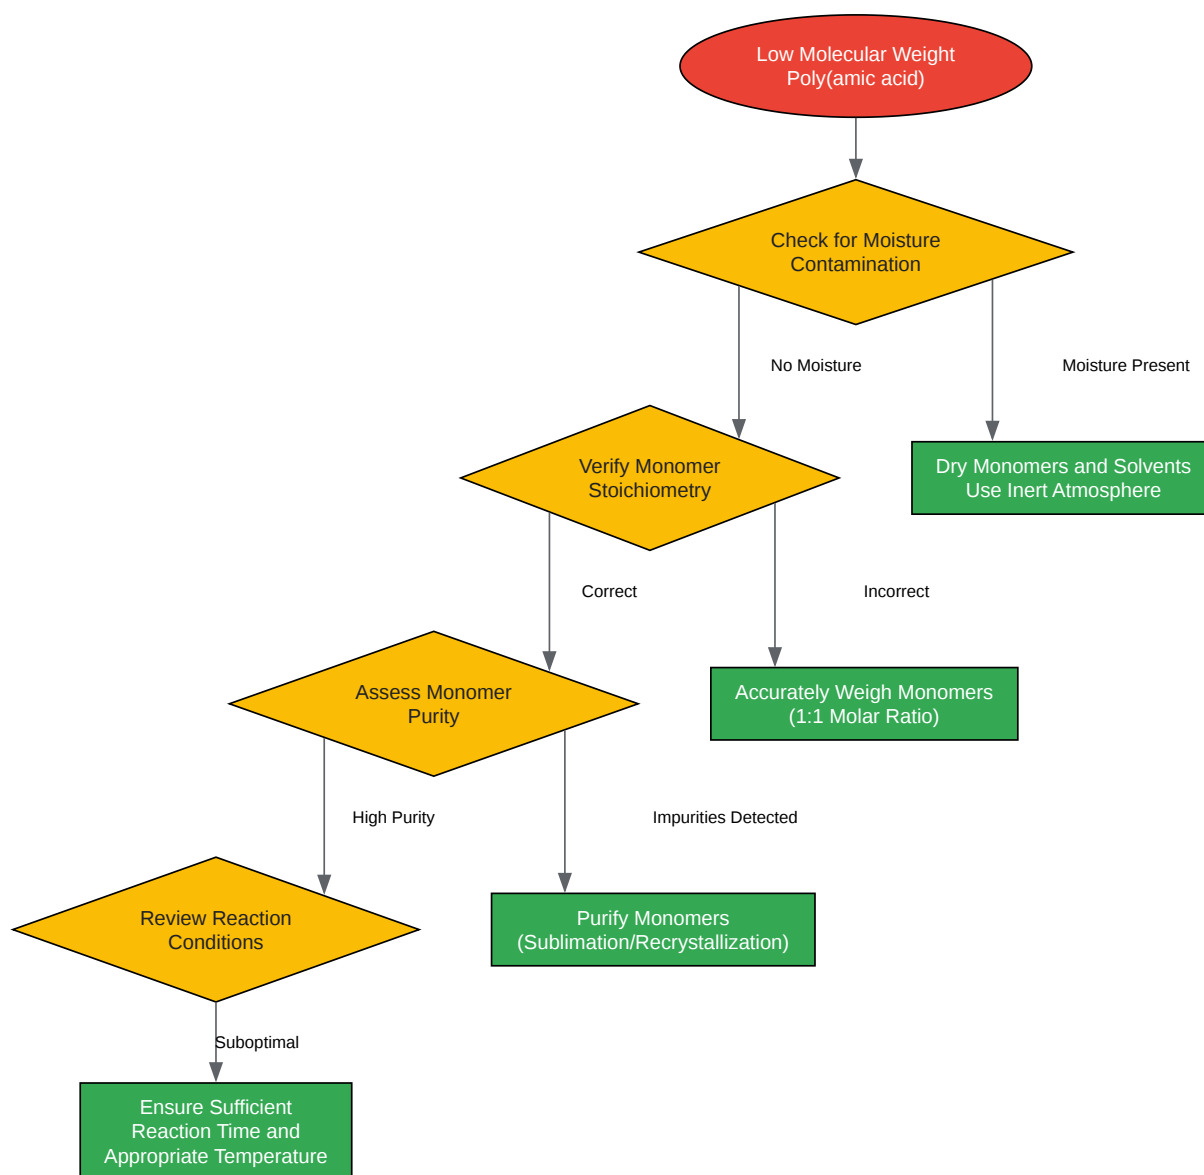 Low Molecular Weight
Poly(amic acid)
Check for Moisture
Contamination
No Moisture
Moisture Present
Verify Monomer
Stoichiometry
Dry Monomers and Solvents
Use Inert Atmosphere
Correct
Incorrect
Assess Monomer
Purity
Accurately Weigh Monomers
(1:1 Molar Ratio)
High Purity
Impurities Detected
Review Reaction
Conditions
Purify Monomers
(Sublimation/Recrystallization)
Suboptimal
Ensure Sufficient
Reaction Time and
Appropriate Temperature